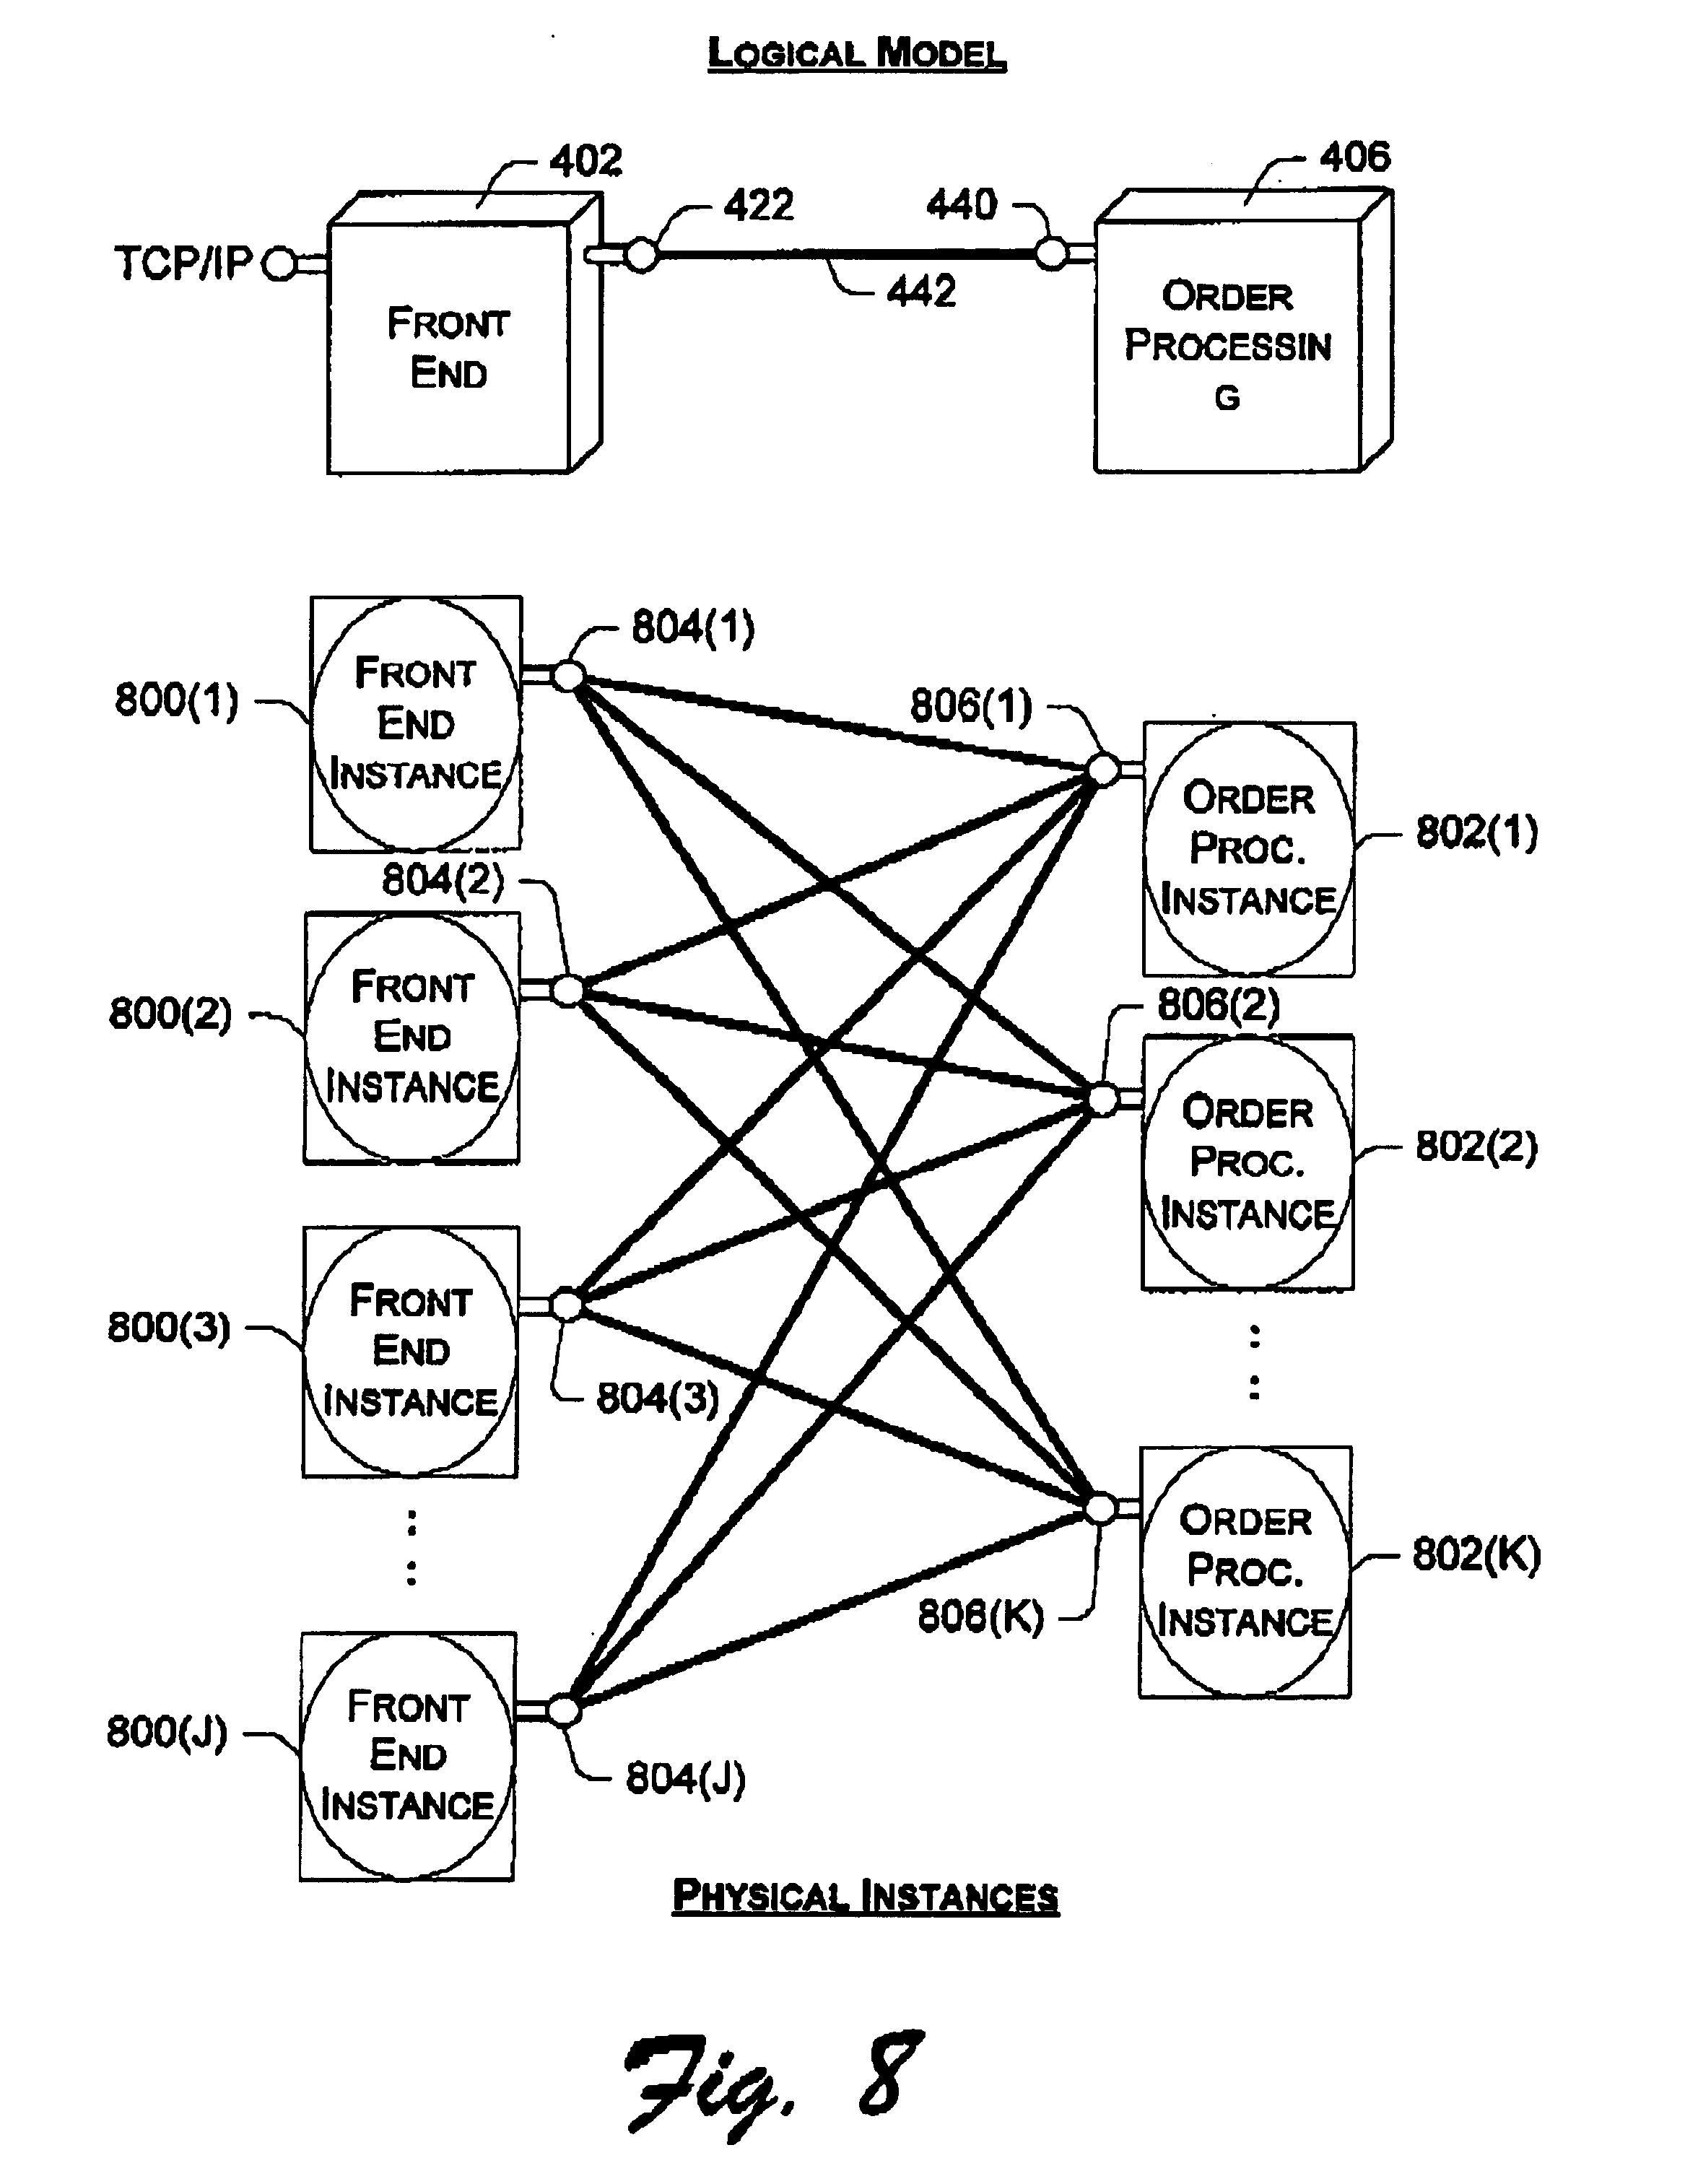 LOGICAL MODEL
402
406
422
440
TCP/IP
442
FRONT
END
ORDER
PROCESSIN
G
804(1)
FRONT
END
INSTANCE
800(1)
806(1)
ORDER
PROC.
INSTANCE
802(1)
804(2)
FRONT
END
INSTANCE
800(2)
806(2)
ORDER
PROC.
INSTANCE
802(2)
FRONT
END
INSTANCE
800(3)
804(3)
ORDER
PROC.
INSTANCE
802(K)
806(K)
FRONT
END
INSTANCE
800(J)
804(J)
PHYSICAL INSTANCES
Fig. 8